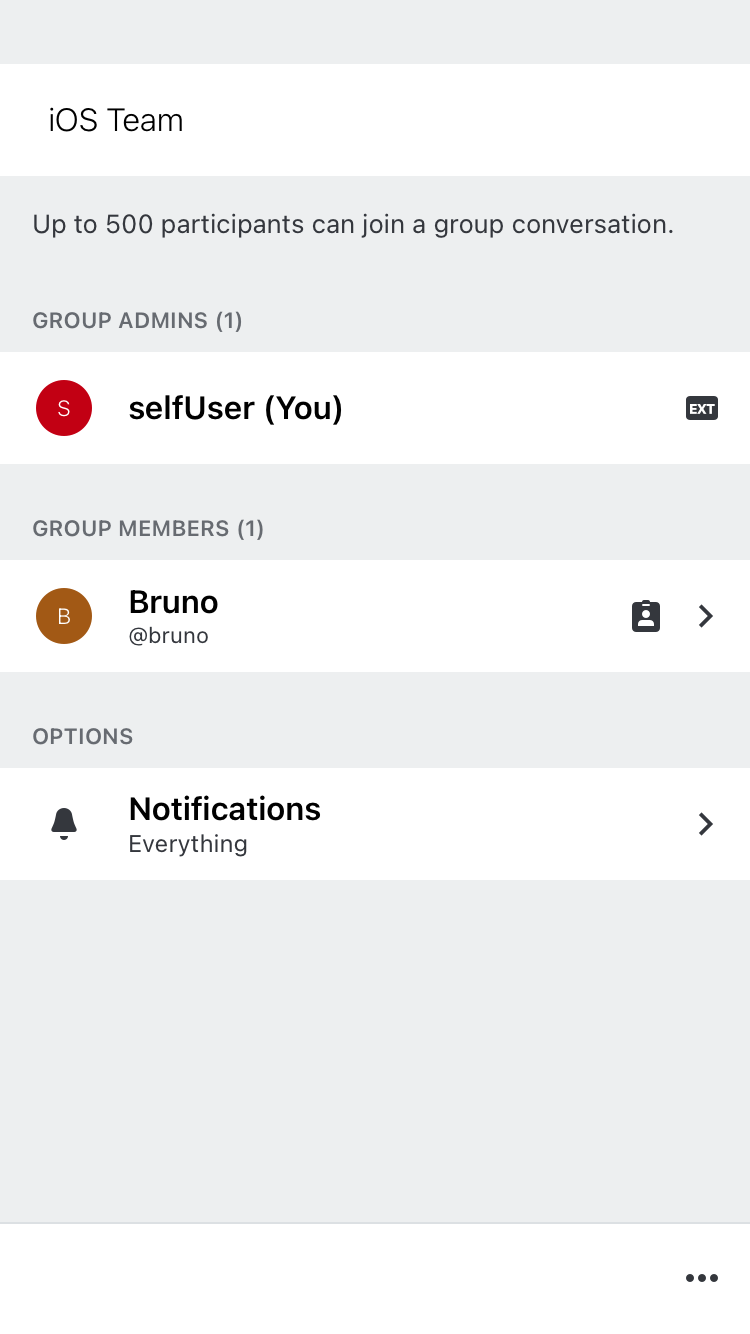 iOS Team
Up to 500 participants can join a group conversation.
GROUP ADMINS (1)
S
selfUser (You)
EXT
GROUP MEMBERS (1)
B
Bruno
@bruno
OPTIONS
Notifications
Everything